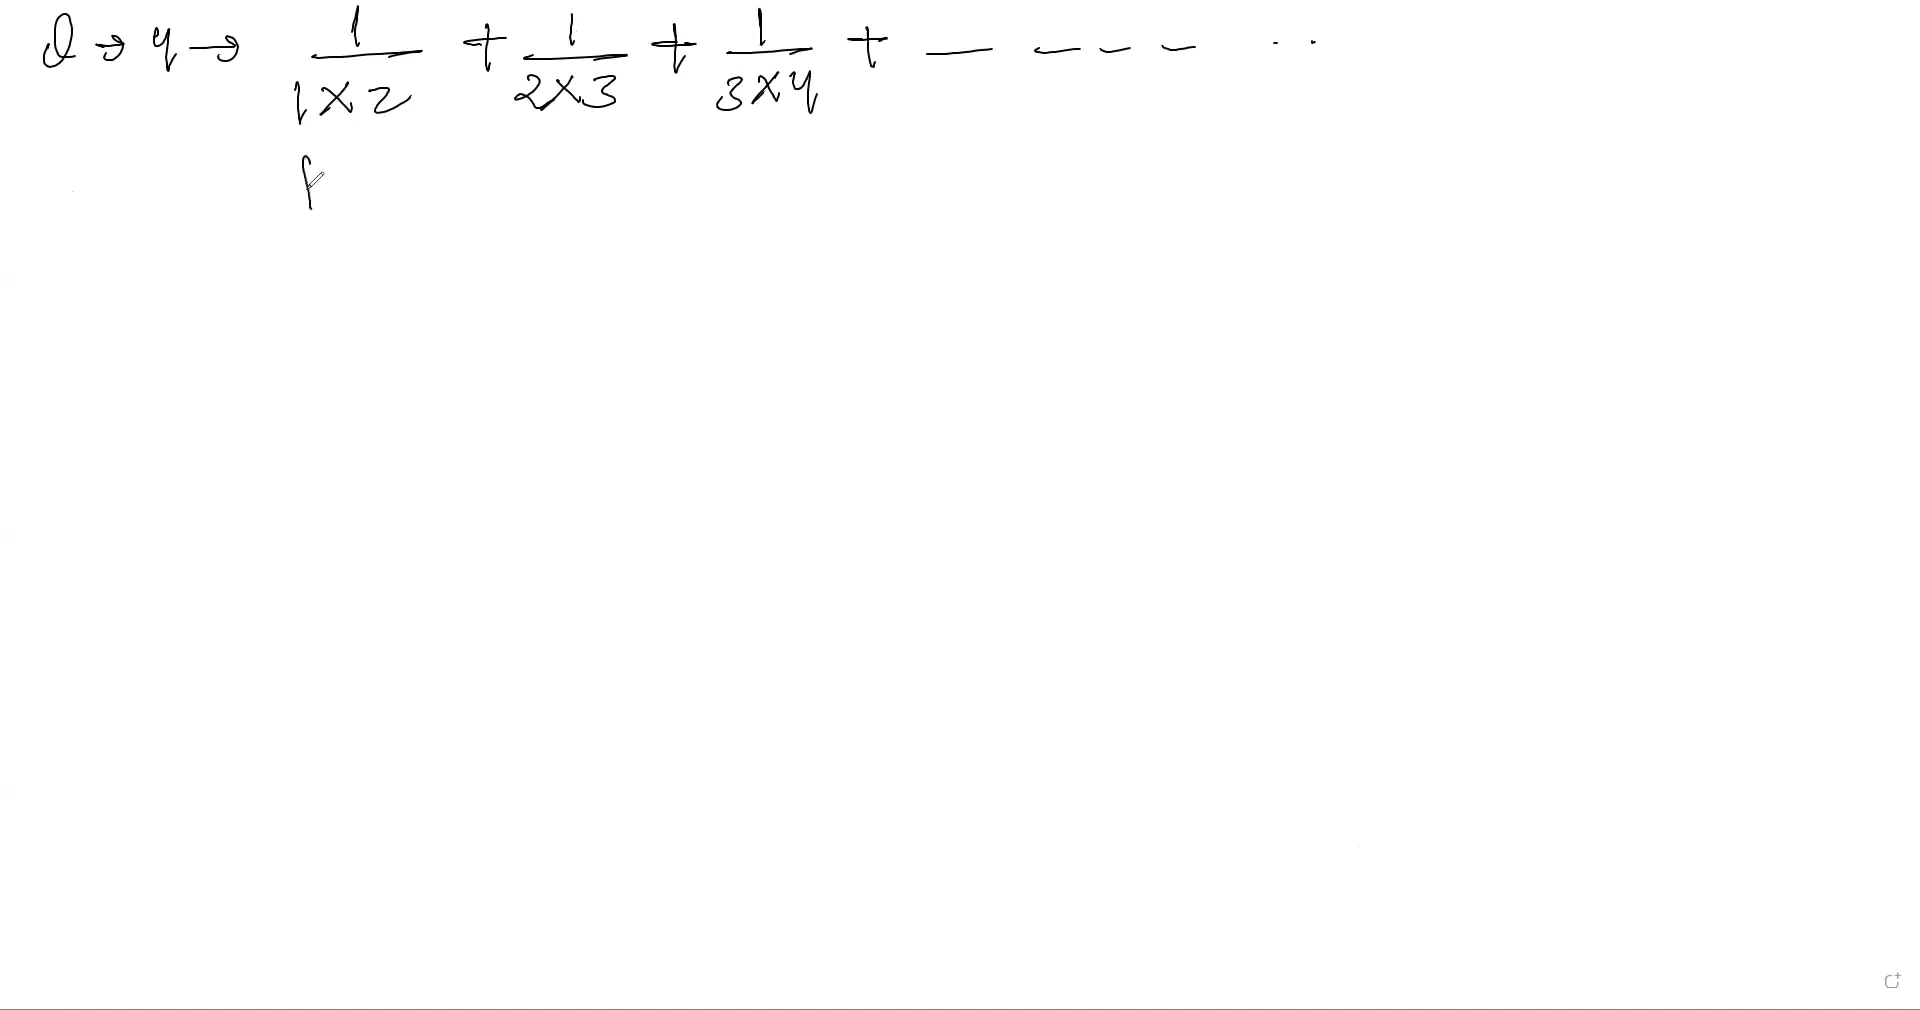 Q → 4 → 1/(1×2) + 1/(2×3) + 1/(3×4) + — — — — ..